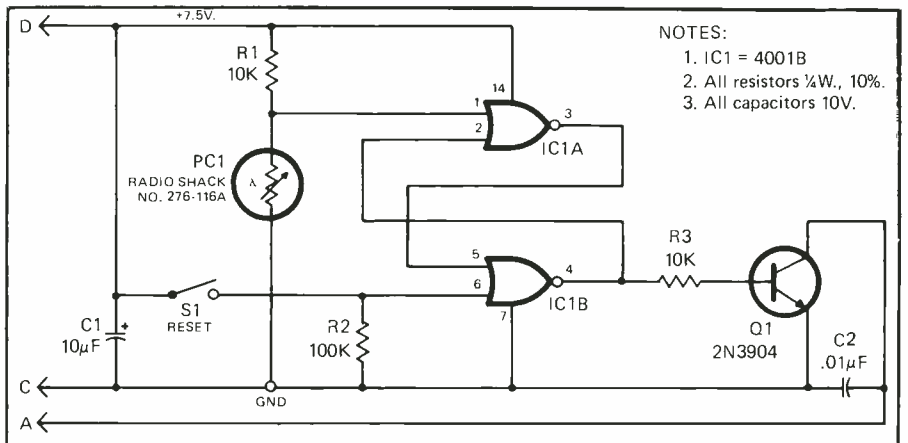 D
+7.5V.
NOTES:
1. IC1 = 4001B
2. All resistors ¼W., 10%.
3. All capacitors 10V.
R1
10K
14
1
2
3
IC1A
PC1
RADIO SHACK
NO. 276-116A
λ
5
6
4
7
IC1B
R3
10K
Q1
2N3904
S1
RESET
C1
+
10µF
R2
100K
C2
.01µF
C
GND
A